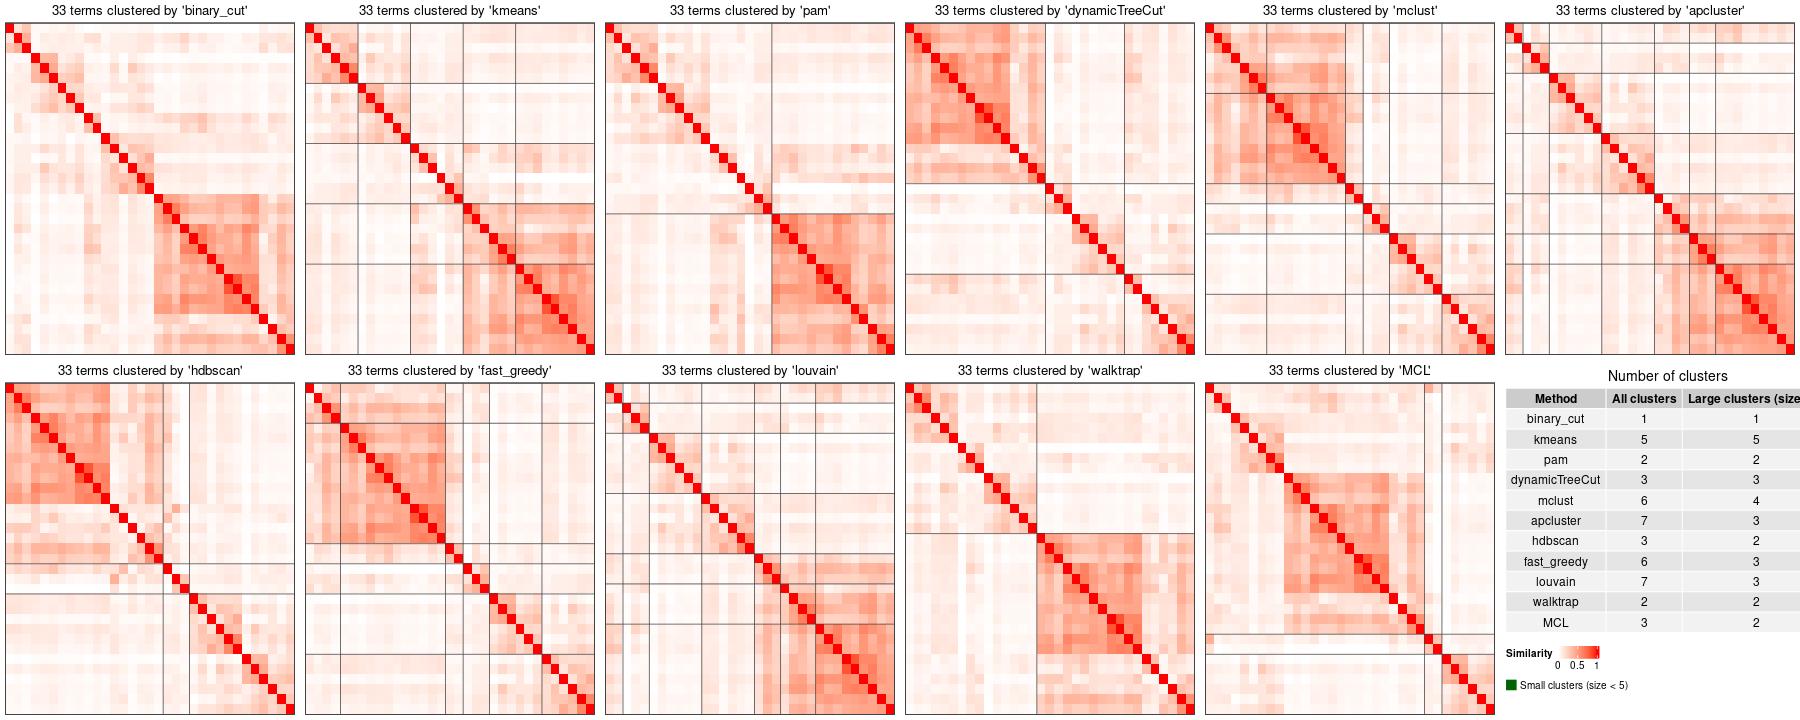 33 terms clustered by 'binary_cut'
33 terms clustered by 'kmeans'
33 terms clustered by 'pam'
33 terms clustered by 'dynamicTreeCut'
33 terms clustered by 'mclust'
33 terms clustered by 'apcluster'
33 terms clustered by 'hdbscan'
33 terms clustered by 'fast_greedy'
33 terms clustered by 'louvain'
33 terms clustered by 'walktrap'
33 terms clustered by 'MCL'
Number of clusters
Method All clusters Large clusters (size
binary_cut 1 1
kmeans 5 5
pam 2 2
dynamicTreeCut 3 3
mclust 6 4
apcluster 7 3
hdbscan 3 2
fast_greedy 6 3
louvain 7 3
walktrap 2 2
MCL 3 2
Similarity
0 0.5 1
Small clusters (size < 5)